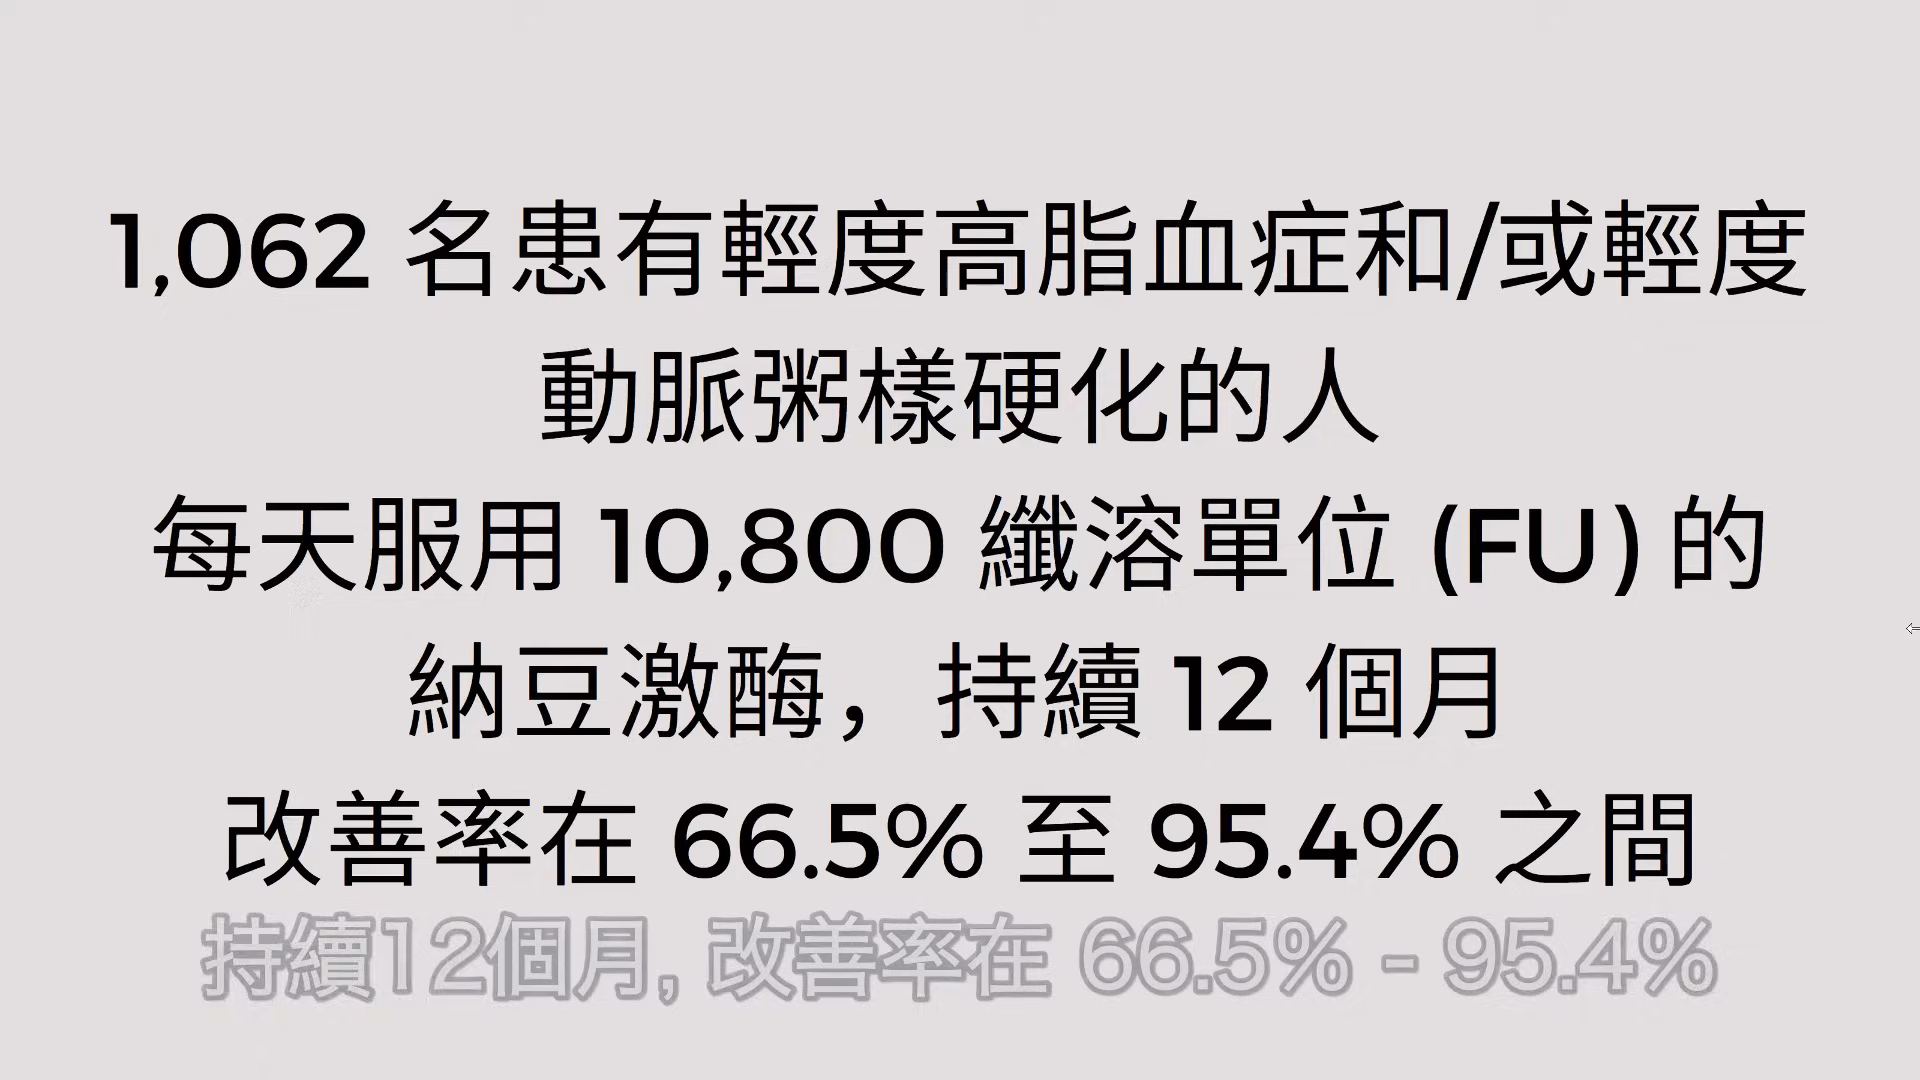 1,062 名患有輕度高脂血症和/或輕度
動脈粥樣硬化的人
每天服用 10,800 纖溶單位 (FU) 的
納豆激酶，持續 12 個月
改善率在 66.5% 至 95.4% 之間
持續12個月, 改善率在 66.5% - 95.4%